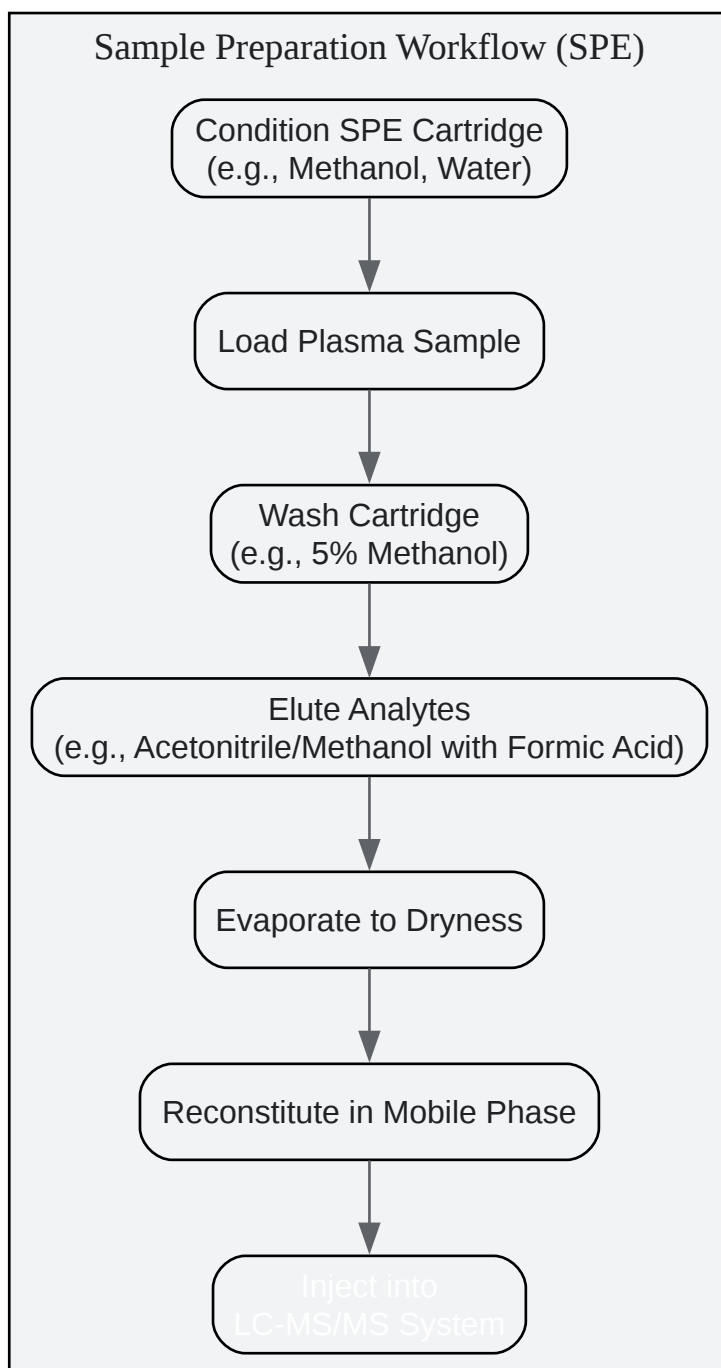 Sample Preparation Workflow (SPE)
Condition SPE Cartridge
(e.g., Methanol, Water)
Load Plasma Sample
Wash Cartridge
(e.g., 5% Methanol)
Elute Analytes
(e.g., Acetonitrile/Methanol with Formic Acid)
Evaporate to Dryness
Reconstitute in Mobile Phase
Inject into
LC-MS/MS System